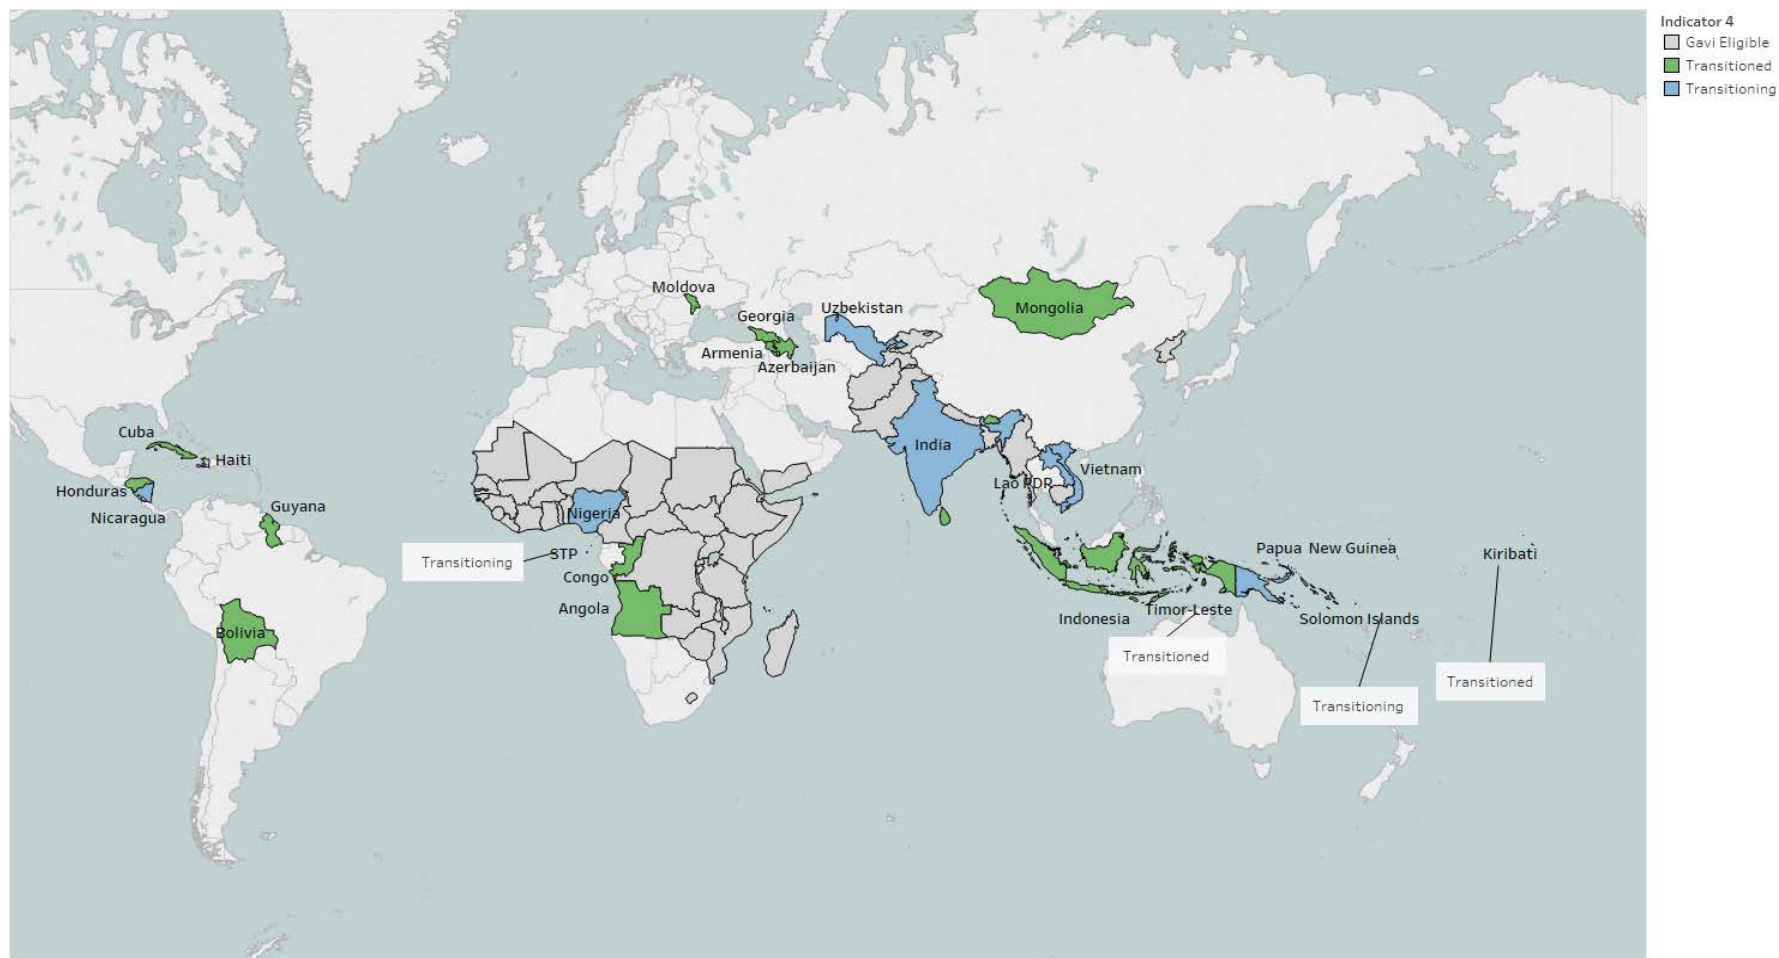 Indicator 4
Gavi Eligible
Transitioned
Transitioning
Moldova
Georgia
Uzbekistan
Mongolia
Armenia
Azerbaijan
Cuba
Haiti
India
Vietnam
Lao PDR
Honduras
Nicaragua
Guyana
Nigeria
STP
Transitioning
Congo
Angola
Bolivia
Papua New Guinea
Kiribati
Indonesia
Timor-Leste
Solomon Islands
Transitioned
Transitioned
Transitioning